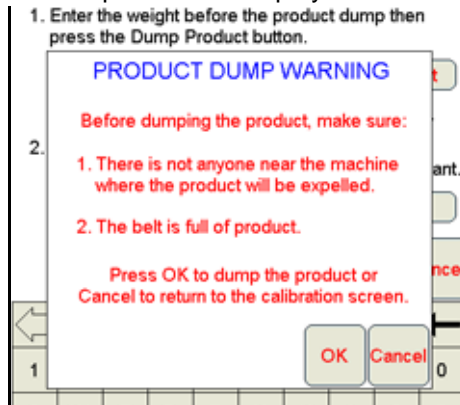 1. Enter the weight before the product dump then
press the Dump Product button.
PRODUCT DUMP WARNING
Before dumping the product, make sure:
2.
1. There is not anyone near the machine
where the product will be expelled.
ant.
2. The belt is full of product.
Press OK to dump the product or
Cancel to return to the calibration screen.
nce
OK Cancel
1 0